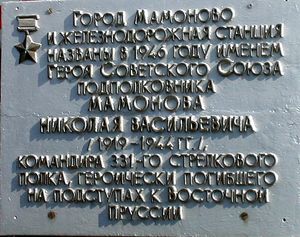 Город Мамоново
и железнодорожная станция
названы в 1946 году именем
Героя Советского Союза
подполковника
МАМОНОВА
НИКОЛАЯ ВАСИЛЬЕВИЧА
/1919-1944 гг/,
командира 331-го стрелкового
полка, героически погибшего
на подступах к Восточной
Пруссии